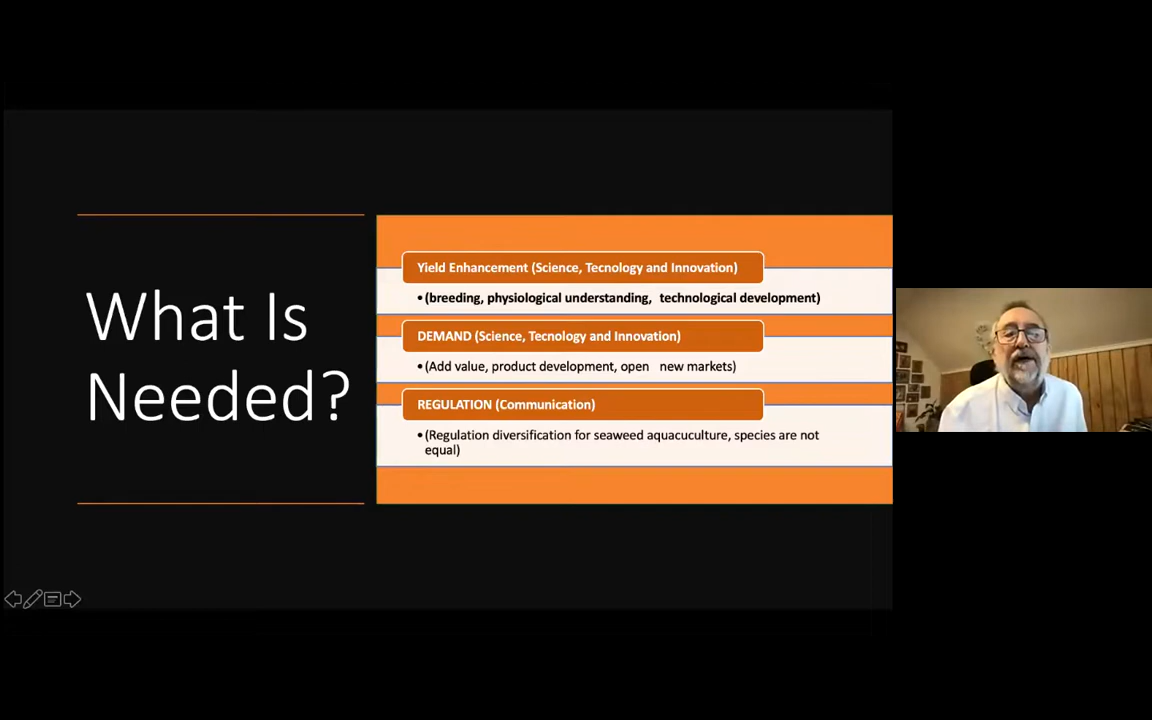 What Is
Needed?
Yield Enhancement (Science, Tecnology and Innovation)
•(breeding, physiological understanding, technological development)
DEMAND (Science, Tecnology and Innovation)
•(Add value, product development, open new markets)
REGULATION (Communication)
•(Regulation diversification for seaweed aquacuculture, species are not
equal)